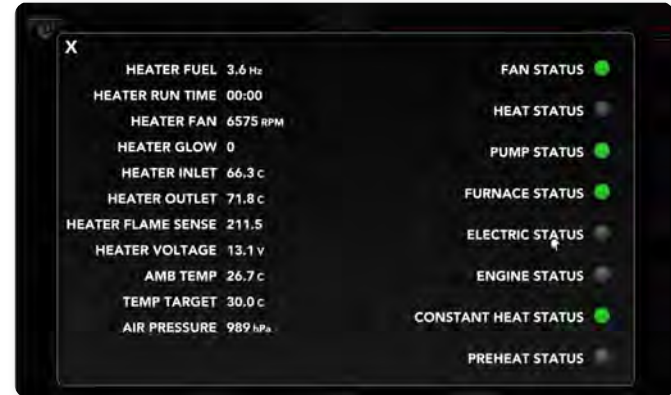 X
HEATER FUEL 3.6 Hz
HEATER RUN TIME 00:00
HEATER FAN 6575 RPM
HEATER GLOW 0
HEATER INLET 66.3 c
HEATER OUTLET 71.8 c
HEATER FLAME SENSE 211.5
HEATER VOLTAGE 13.1 v
AMB TEMP 26.7 c
TEMP TARGET 30.0 c
AIR PRESSURE 989 hPa
FAN STATUS
HEAT STATUS
PUMP STATUS
FURNACE STATUS
ELECTRIC STATUS
ENGINE STATUS
CONSTANT HEAT STATUS
PREHEAT STATUS